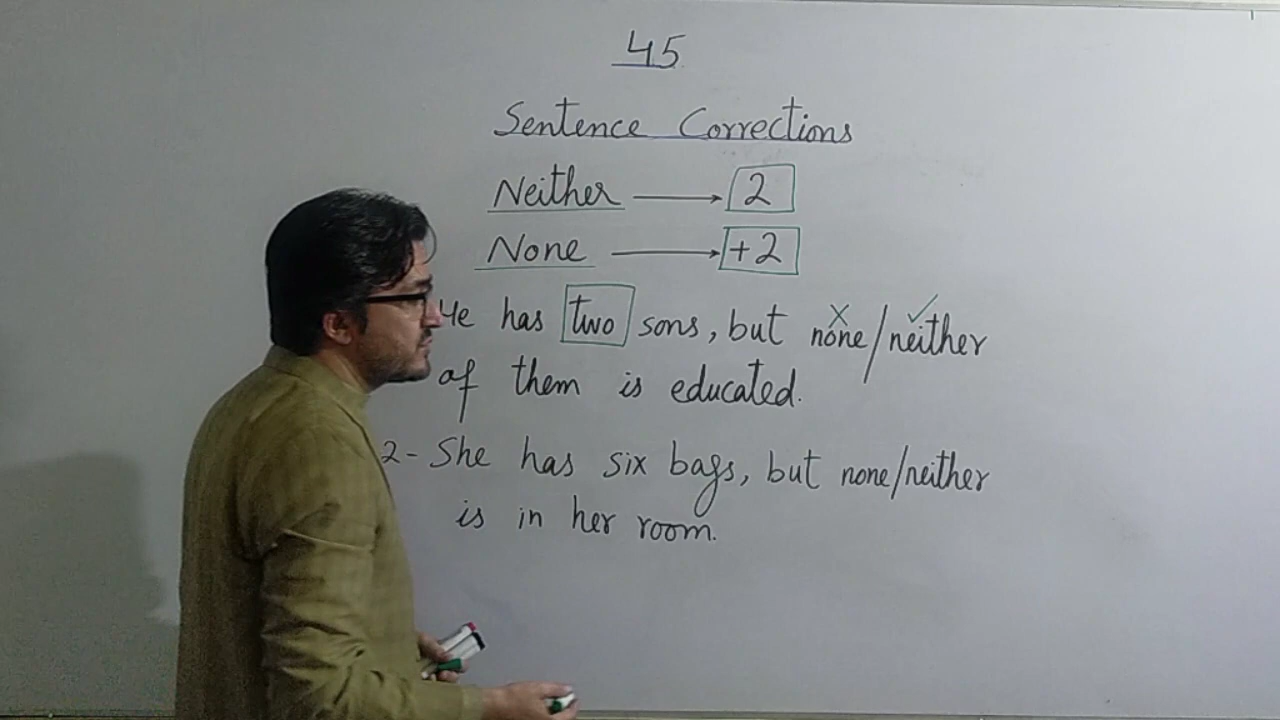 45
Sentence Corrections
Neither → 2
None → +2
He has two sons, but none/neither
of them is educated.
2- She has six bags, but none/neither
is in her room.